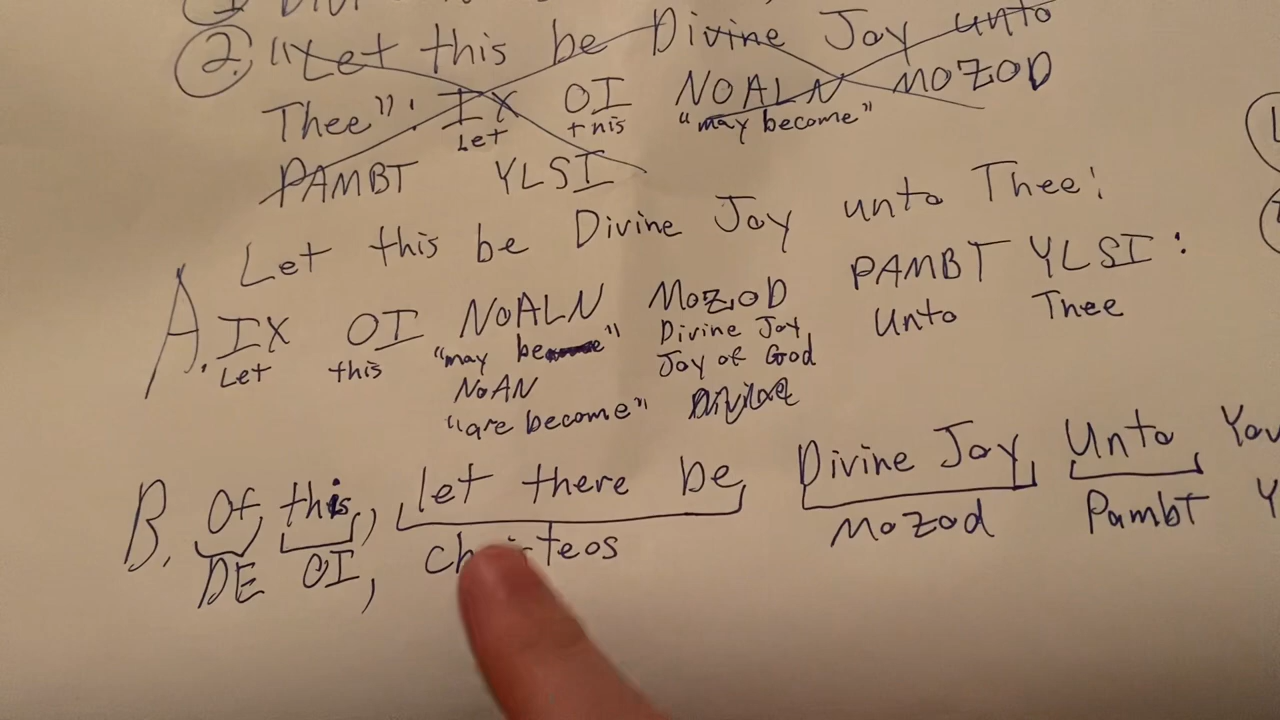 2. "Let this be Divine Joy unto
Thee": IX OI NOALN MOZOD
Let this "may become"
PAMBT YLSI
Let this be Divine Joy unto Thee:
A. IX OI NOALN MOZOD PAMBT YLSI:
Let this "may be" Divine Joy Unto Thee
NOAN Joy of God
"are become"
B. Of this, let there be Divine Joy Unto
DE OI, Mozod Pambt Y